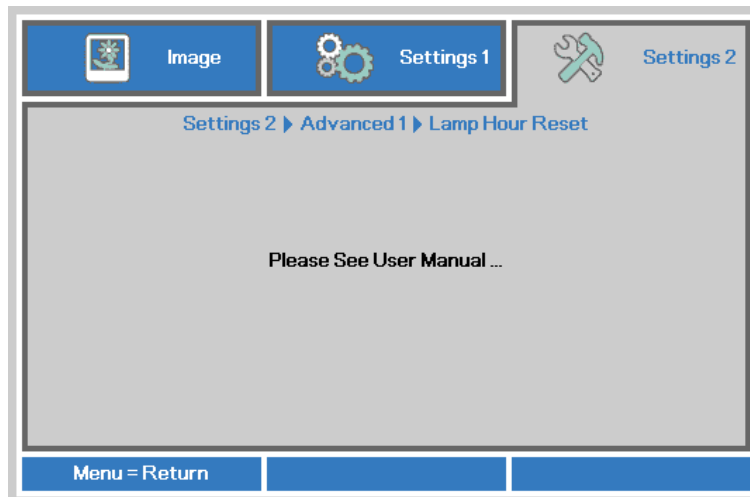 Image
Settings 1
Settings 2
Settings 2 ▶ Advanced 1 ▶ Lamp Hour Reset
Please See User Manual ...
Menu = Return